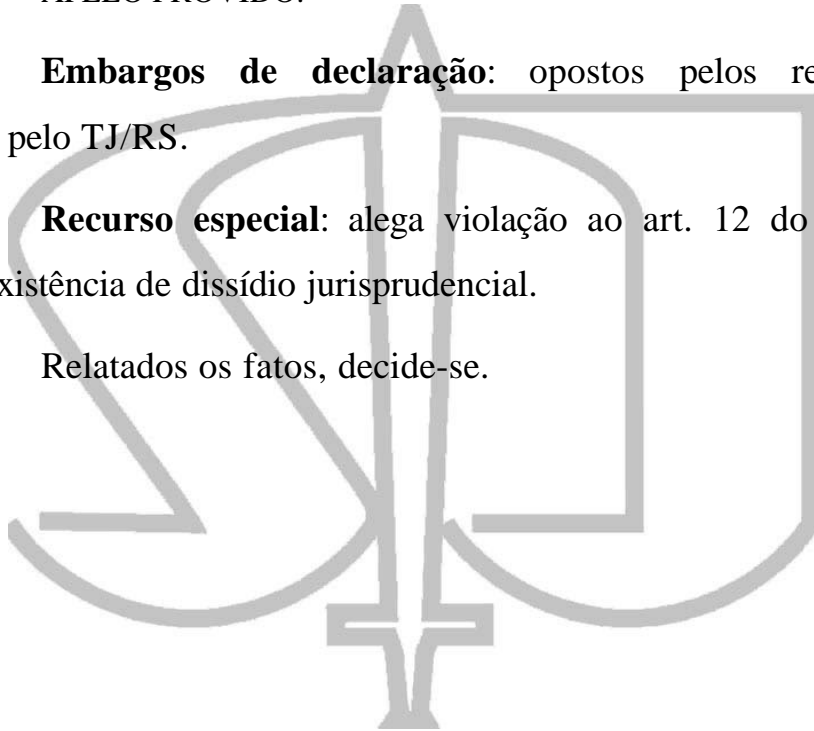 APELO PROVIDO.
Embargos de declaração: opostos pelos re
pelo TJ/RS.
Recurso especial: alega violação ao art. 12 do
xistência de dissídio jurisprudencial.
Relatados os fatos, decide-se.